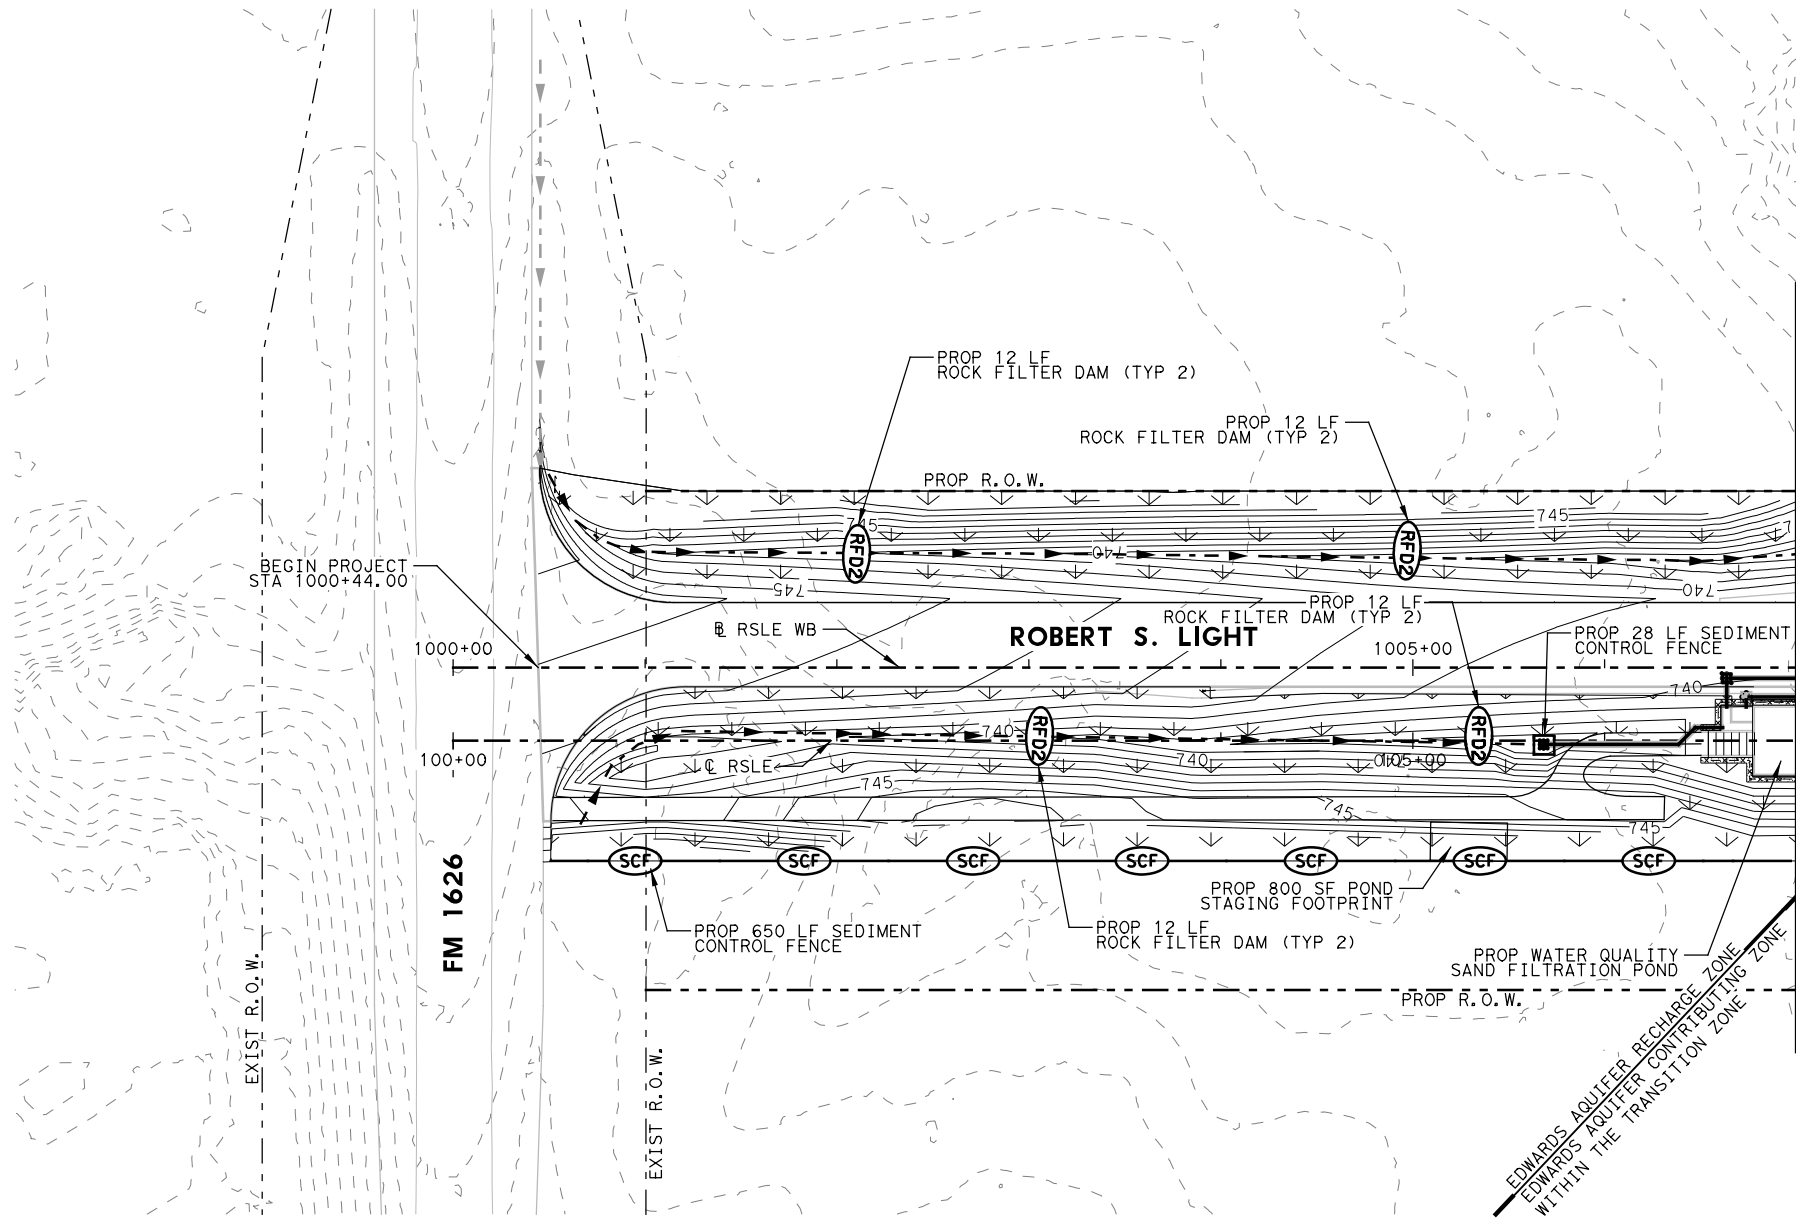 PROP 12 LF
ROCK FILTER DAM (TYP 2)
PROP 12 LF
ROCK FILTER DAM (TYP 2)
PROP R.O.W.
745
745
RFD2
RFD2
740
BEGIN PROJECT
STA 1000+44.00
745
740
PROP 12 LF
ROCK FILTER DAM (TYP 2)
℄ RSLE WB
ROBERT S. LIGHT
PROP 28 LF SEDIMENT
CONTROL FENCE
1000+00
1005+00
740
740
RFD2
RFD2
100+00
℄ RSLE
740
105+00
745
745
745
SCF
SCF
SCF
SCF
SCF
SCF
SCF
FM 1626
PROP 800 SF POND
STAGING FOOTPRINT
PROP 650 LF SEDIMENT
CONTROL FENCE
PROP 12 LF
ROCK FILTER DAM (TYP 2)
PROP WATER QUALITY
SAND FILTRATION POND
PROP R.O.W.
EXIST R.O.W.
EXIST R.O.W.
EDWARDS AQUIFER RECHARGE ZONE
EDWARDS AQUIFER CONTRIBUTING ZONE
WITHIN THE TRANSITION ZONE